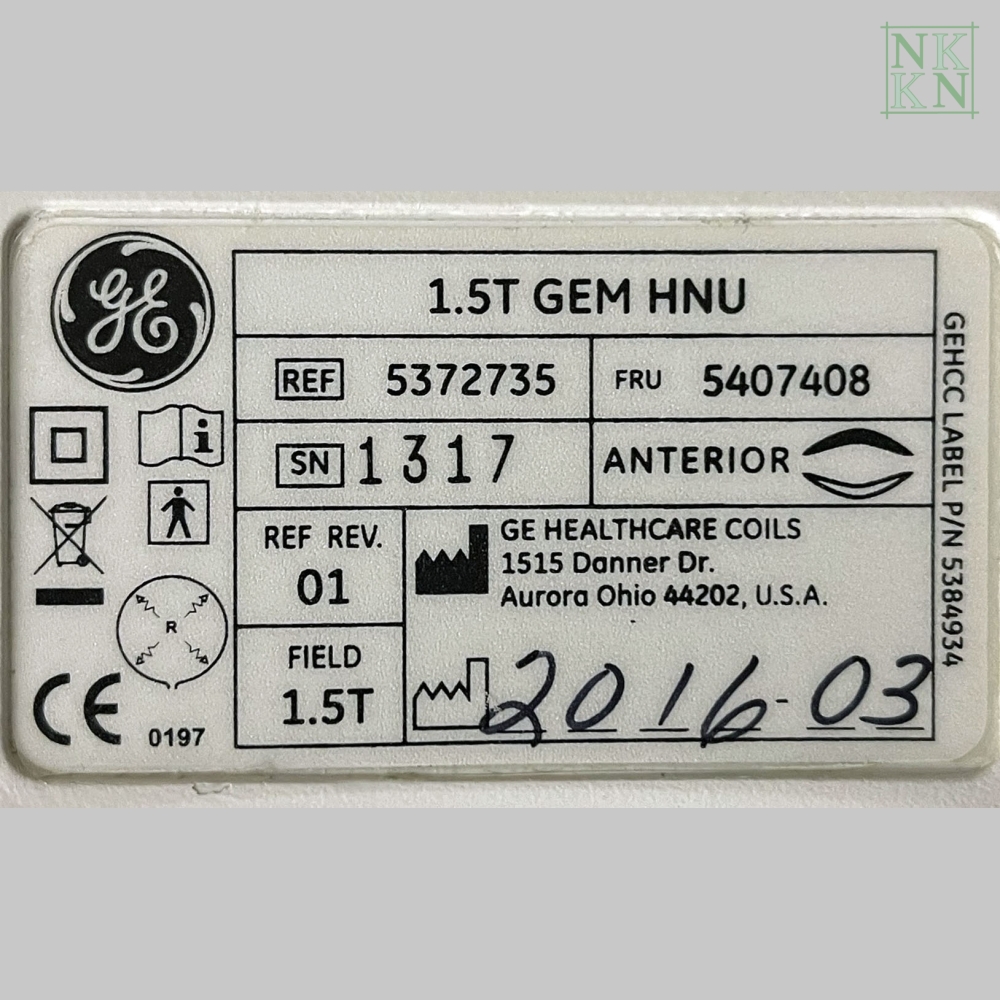 NK
KN
GE
1.5T GEM HNU
REF 5372735
FRU 5407408
SN 1317
ANTERIOR
REF REV.
01
GE HEALTHCARE COILS
1515 Danner Dr.
Aurora Ohio 44202, U.S.A.
FIELD
1.5T
2016-03
i
R
CE
0197
GEHCC LABEL P/N 5384934